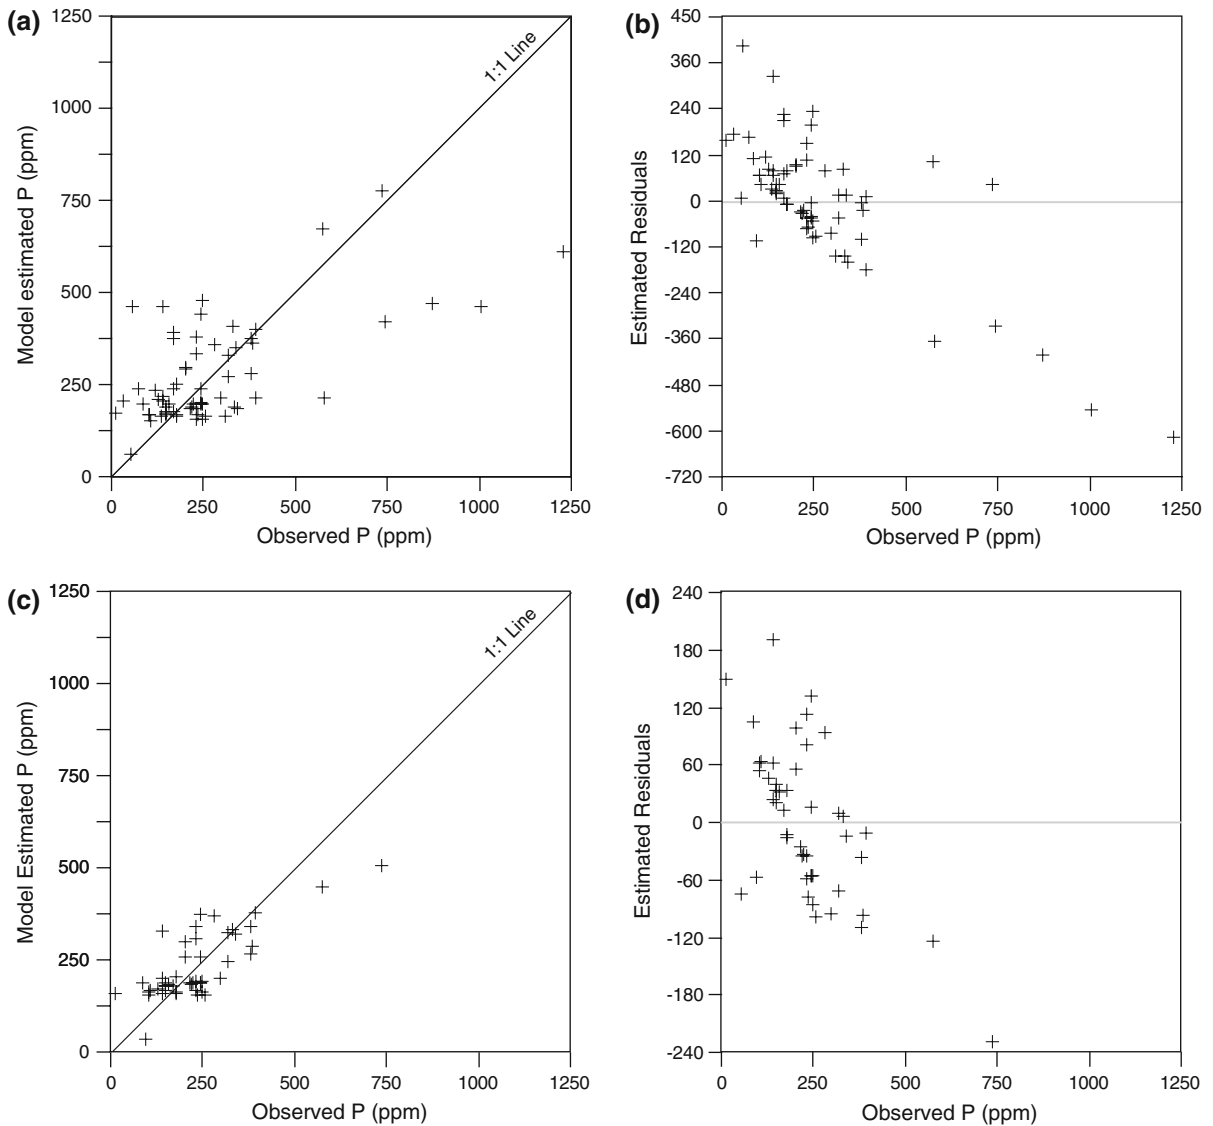 (a)
1250
1000
750
500
250
0
Model estimated P (ppm)
1:1 Line
0 250 500 750 1000 1250
Observed P (ppm)
(b)
450
360
240
120
0
-120
-240
-360
-480
-600
-720
Estimated Residuals
0 250 500 750 1000 1250
Observed P (ppm)
(c)
1250
1000
750
500
250
0
Model Estimated P (ppm)
1:1 Line
0 250 500 750 1000 1250
Observed P (ppm)
(d)
240
180
120
60
0
-60
-120
-180
-240
Estimated Residuals
0 250 500 750 1000 1250
Observed P (ppm)